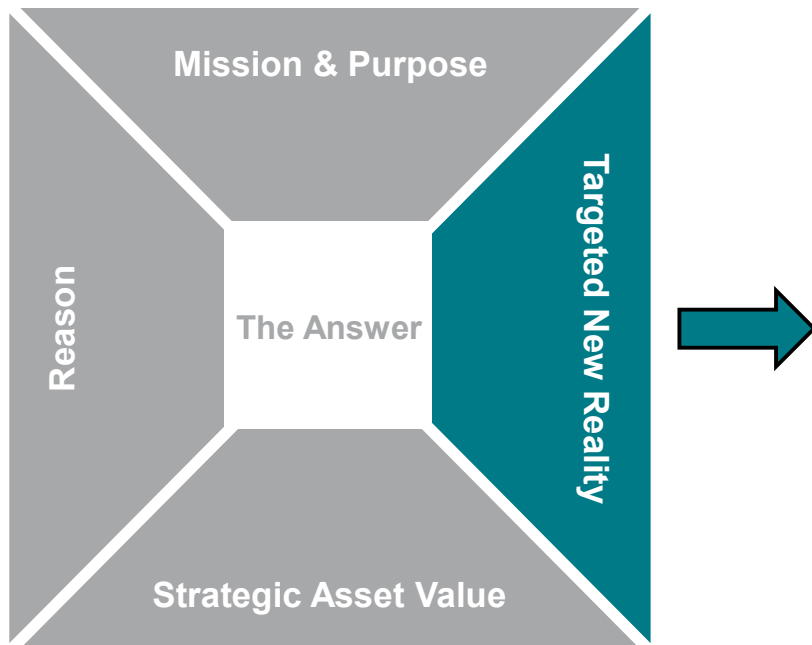 Mission & Purpose
Reason
The Answer
Targeted New Reality
Strategic Asset Value